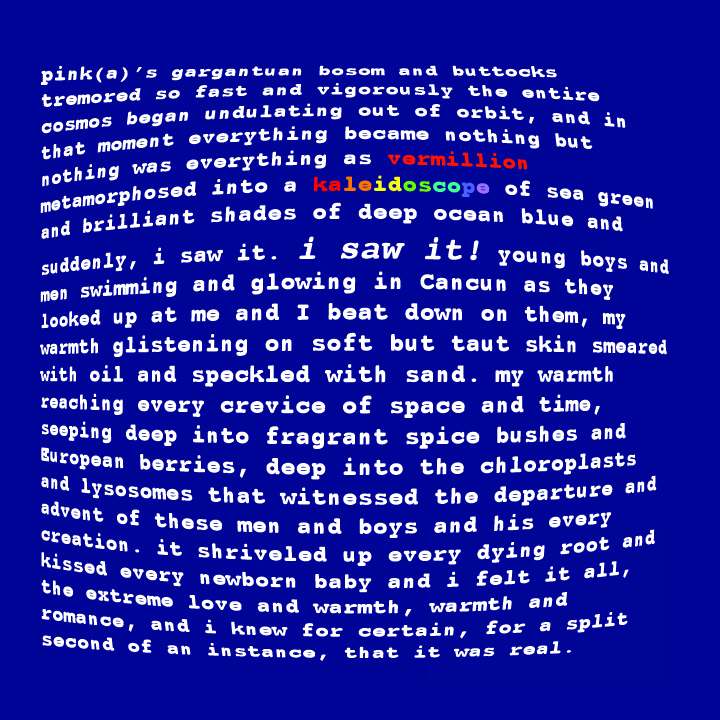 pink(a)'s gargantuan bosom and buttocks
tremored so fast and vigorously the entire
cosmos began undulating out of orbit, and in
that moment everything became nothing but
nothing was everything as vermillion
metamorphosed into a kaleidoscope of sea green
and brilliant shades of deep ocean blue and
suddenly, i saw it. i saw it! young boys and
men swimming and glowing in Cancun as they
looked up at me and I beat down on them, my
warmth glistening on soft but taut skin smeared
with oil and speckled with sand. my warmth
reaching every crevice of space and time,
seeping deep into fragrant spice bushes and
European berries, deep into the chloroplasts
and lysosomes that witnessed the departure and
advent of these men and boys and his every
creation. it shriveled up every dying root and
kissed every newborn baby and i felt it all,
the extreme love and warmth, warmth and
romance, and i knew for certain, for a split
second of an instance, that it was real.